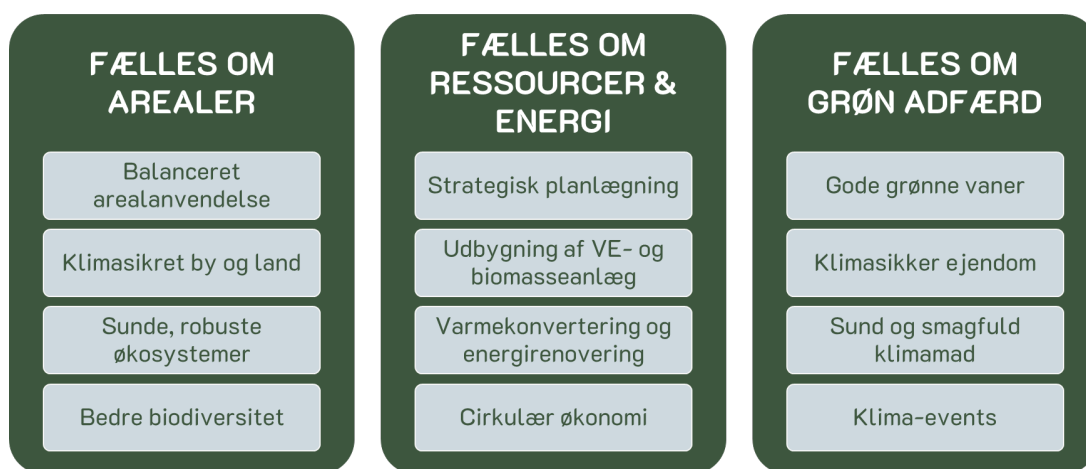 FÆLLES OM
AREALER
Balanceret
arealanvendelse
Klimasikret by og land
Sunde, robuste
økosystemer
Bedre biodiversitet
FÆLLES OM
RESSOURCER &
ENERGI
Strategisk planlægning
Udbygning af VE- og
biomasseanlæg
Varmekonvertering og
energirenovering
Cirkulær økonomi
FÆLLES OM
GRØN ADFÆRD
Gode grønne vaner
Klimasikker ejendom
Sund og smagfuld
klimamad
Klima-events